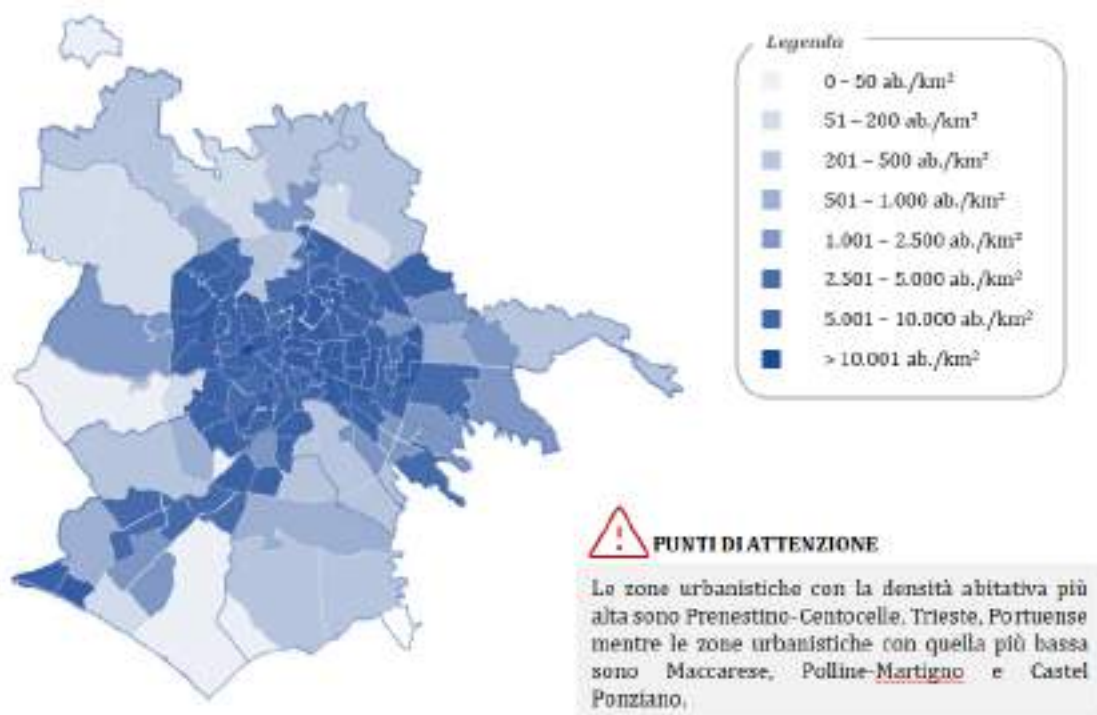 Legenda
0 – 50 ab./km²
51 – 200 ab./km²
201 – 500 ab./km²
501 – 1.000 ab./km²
1.001 – 2.500 ab./km²
2.501 – 5.000 ab./km²
5.001 – 10.000 ab./km²
> 10.001 ab./km²
PUNTI DI ATTENZIONE
Le zone urbanistiche con la densità abitativa più
alta sono Prenestino-Centocelle, Trieste, Portuense
mentre le zone urbanistiche con quella più bassa
sono Maccarese, Polline-Martigno e Castel
Ponziano.